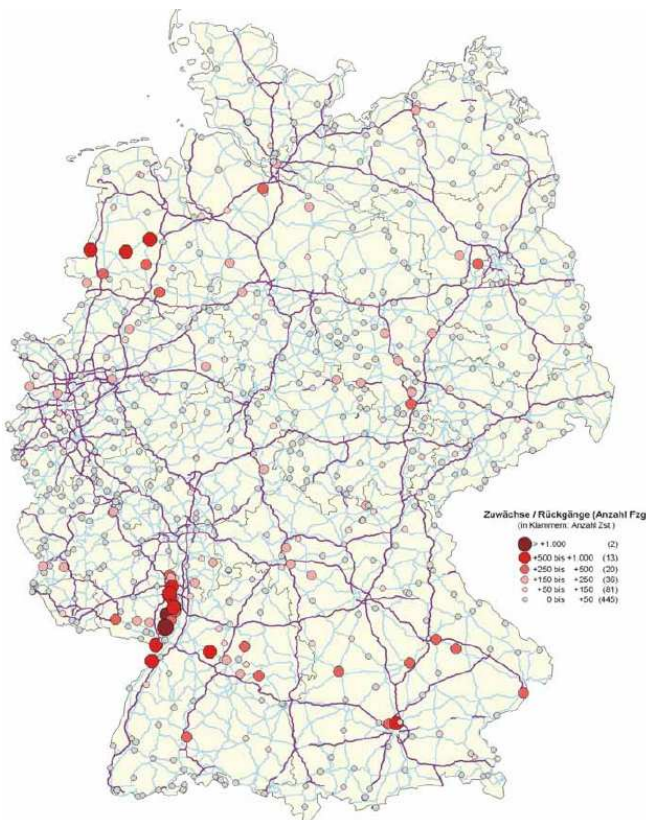 Zuwächse / Rückgänge (Anzahl Fzg
(in Klammern: Anzahl Zst.)
> +1.000 (2)
+500 bis +1.000 (13)
+250 bis +500 (20)
+150 bis +250 (36)
+50 bis +150 (81)
0 bis +50 (445)